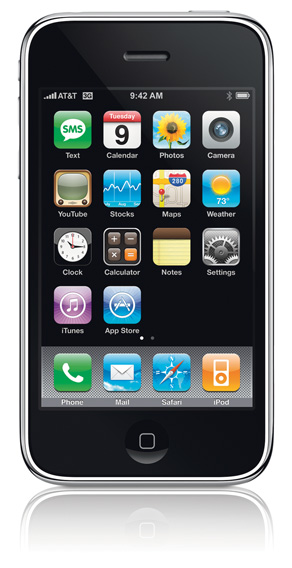 AT&T 3G 9:42 AM
SMS Tuesday 9 280 73°
Text Calendar Photos Camera
YouTube Stocks Maps Weather
Clock Calculator Notes Settings
iTunes App Store
Phone Mail Safari iPod